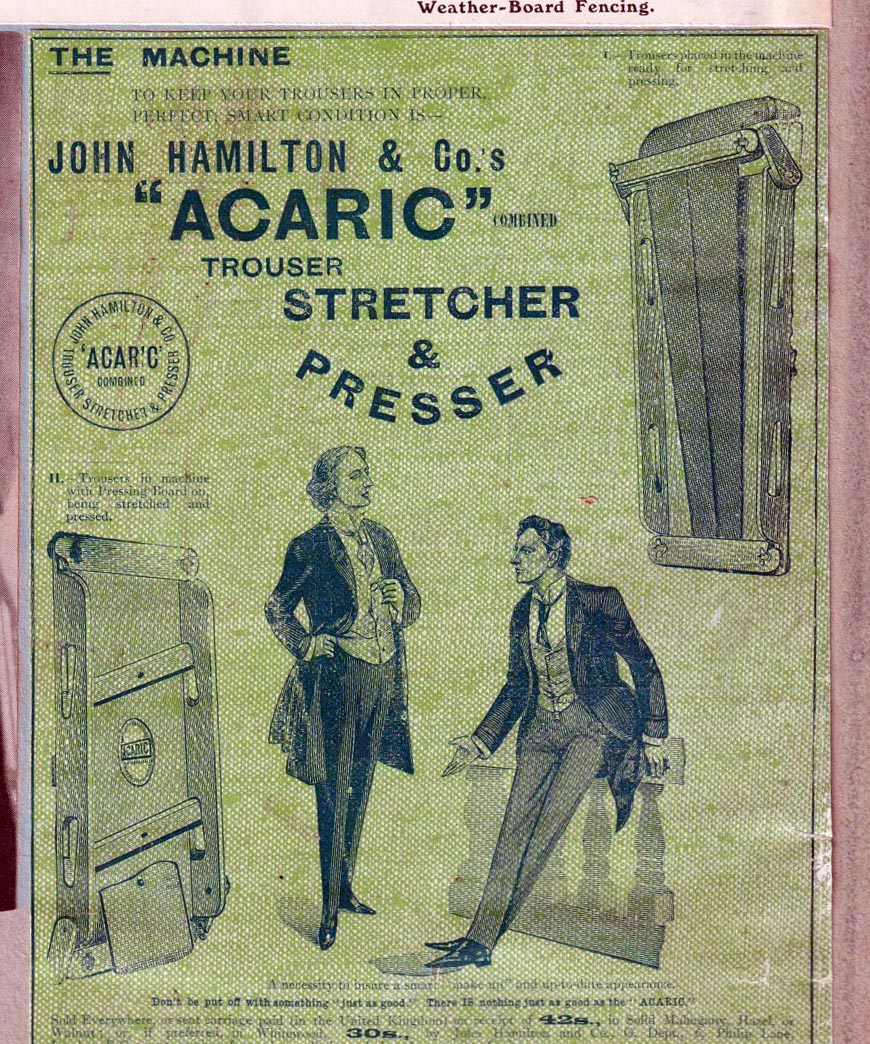 Weather-Board Fencing.
THE MACHINE
TO KEEP YOUR TROUSERS IN PROPER,
PERFECT, SMART CONDITION IS—
JOHN HAMILTON & Co.'s
"ACARIC" COMBINED
TROUSER
STRETCHER
&
PRESSER
I.—Trousers placed in the machine
ready for stretching and
pressing.
JOHN HAMILTON & CO.
'ACARIC'
COMBINED
TROUSER STRETCHER & PRESSER
II.—Trousers in machine
with Pressing Board on,
being stretched and
pressed.
ACARIC
A necessity to insure a smart "make up" and up-to-date appearance.
Don't be put off with something "just as good." There IS nothing just as good as the "ACARIC."
Sold Everywhere, or sent carriage paid (in the United Kingdom) on receipt of 42s., in Solid Mahogany, Hazel, or
Walnut; or, if preferred, in Whitewood, 30s., by John Hamilton and Co., G. Dept., 6, Philip Lane,